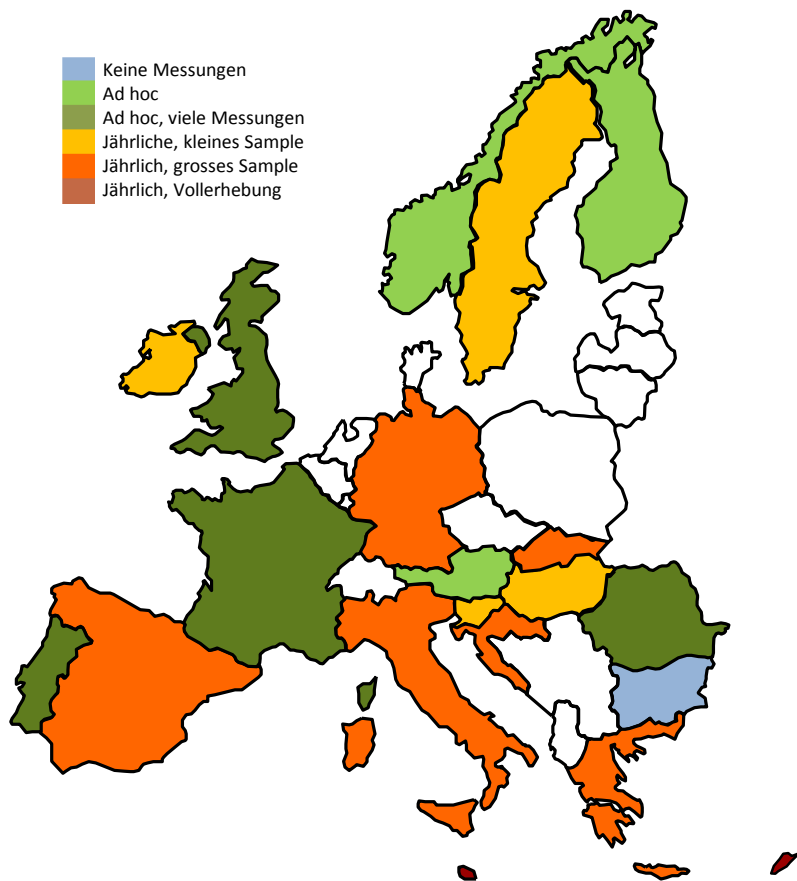 Keine Messungen
Ad hoc
Ad hoc, viele Messungen
Jährliche, kleines Sample
Jährlich, grosses Sample
Jährlich, Vollerhebung